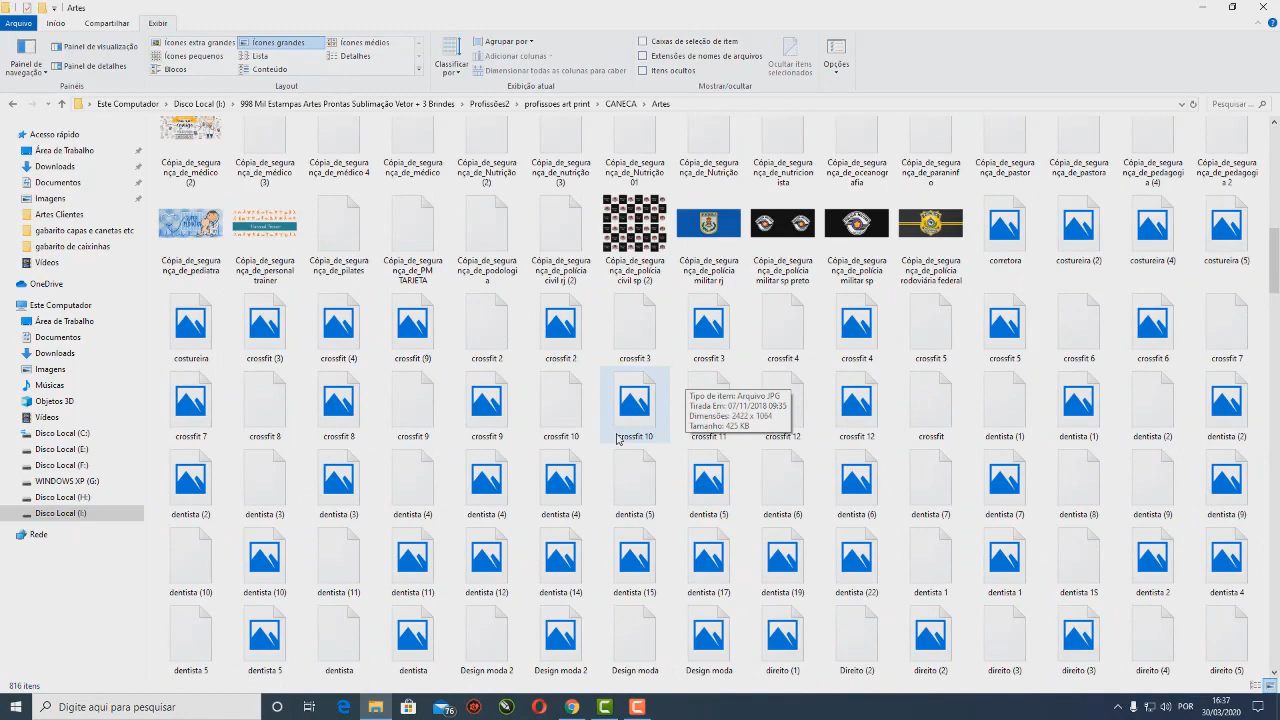 Artes
Arquivo Início Compartilhar Exibir
Painel de navegação
Painel de visualização
Painel de detalhes
Painéis
Ícones extra grandes Ícones grandes Ícones médios
Ícones pequenos Lista Detalhes
Blocos Conteúdo
Layout
Classificar por
Agrupar por
Adicionar colunas
Dimensionar todas as colunas para caber
Exibição atual
Caixas de seleção de item
Extensões de nomes de arquivos
Itens ocultos
Ocultar itens selecionados
Mostrar/ocultar
Opções
Este Computador > Disco Local (I:) > 998 Mil Estampas Artes Prontas Sublimação Vetor + 3 Brindes > Profissões2 > profissoes art print > CANECA > Artes
Pesquisar ...
Acesso rápido
Área de Trabalho
Downloads
Documentos
Imagens
Artes Clientes
gabarito capas e canetas etc
gabarito de caixinhas
Vídeos
OneDrive
Este Computador
Área de Trabalho
Documentos
Downloads
Imagens
Músicas
Objetos 3D
Vídeos
Disco Local (C:)
Disco Local (E:)
Disco Local (F:)
WINDOWS XP (G:)
Disco Local (H:)
Disco Local (I:)
Rede
Cópia_de_segurança_de_médico (2) Cópia_de_segurança_de_médico (3) Cópia_de_segurança_de_médico 4 Cópia_de_segurança_de_médico Cópia_de_segurança_de_Nutrição (2) Cópia_de_segurança_de_nutrição (3) Cópia_de_segurança_de_Nutrição 01 Cópia_de_segurança_de_Nutrição Cópia_de_segurança_de_nutricionista Cópia_de_segurança_de_oceanografia Cópia_de_segurança_de_paraninfo Cópia_de_segurança_de_pastor Cópia_de_segurança_de_pedagogia Cópia_de_segurança_de_pedagogia (4) Cópia_de_segurança_de_pedagogia 2
Cópia_de_segurança_de_pediatra Cópia_de_segurança_de_personal trainer Cópia_de_segurança_de_pilates Cópia_de_segurança_de_PM TARJETA Cópia_de_segurança_de_podologia Cópia_de_segurança_de_polícia civil rj (2) Cópia_de_segurança_de_polícia civil sp (2) Cópia_de_segurança_de_polícia militar rj Cópia_de_segurança_de_polícia militar sp preto Cópia_de_segurança_de_polícia militar sp Cópia_de_segurança_de_polícia rodoviária federal corretora costureira (2) costureira (4) costureira (5)
costureira crossfit (3) crossfit (4) crossfit (9) crossfit 2 crossfit 2 crossfit 3 crossfit 3 crossfit 4 crossfit 4 crossfit 5 crossfit 5 crossfit 6 crossfit 6 crossfit 7
crossfit 7 crossfit 8 crossfit 8 crossfit 9 crossfit 9 crossfit 10 crossfit 10 crossfit 11 crossfit 12 crossfit 12 crossfit dentista (1) dentista (1) dentista (2) dentista (2)
Tipo de item: Arquivo JPG
Tirada Em: 07/11/2018 09:35
Dimensões: 2422 x 1064
Tamanho: 425 KB
dentista (2) dentista (3) dentista (3) dentista (4) dentista (4) dentista (4) dentista (5) dentista (5) dentista (6) dentista (6) dentista (7) dentista (7) dentista (8) dentista (9) dentista (9)
dentista (10) dentista (10) dentista (11) dentista (11) dentista (12) dentista (14) dentista (15) dentista (17) dentista (19) dentista (22) dentista 1 dentista 1 dentista 1S dentista 2 dentista 4
dentista 5 dentista 5 dentista dentista Design moda 2 Design moda 2 Design moda Design moda direito (1) Direito (2) direito (2) direito (3) direito (3) direito (4) direito (5)
816 itens
Digite aqui para pesquisar
76
POR
16:37
30/03/2020